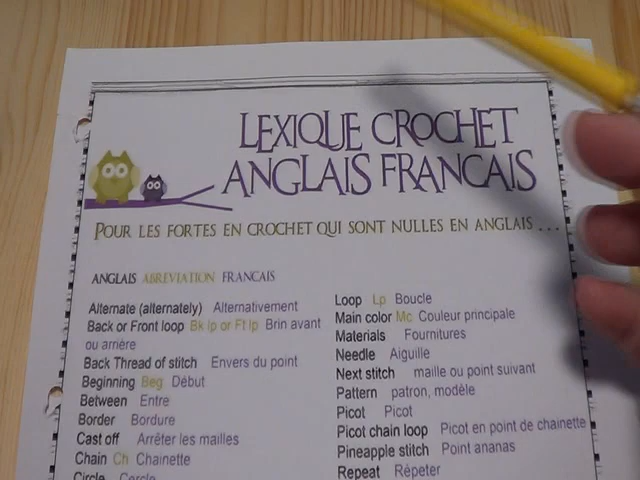 LEXIQUE CROCHET
ANGLAIS FRANCAIS
POUR LES FORTES EN CROCHET QUI SONT NULLES EN ANGLAIS ...
ANGLAIS ABREVIATION FRANCAIS
Alternate (alternately) Alternativement
Back or Front loop Bk lp or Ft lp Brin avant
ou arrière
Back Thread of stitch Envers du point
Beginning Beg Début
Between Entre
Border Bordure
Cast off Arrêter les mailles
Chain Ch Chainette
Circle Cercle
Loop Lp Boucle
Main color Mc Couleur principale
Materials Fournitures
Needle Aiguille
Next stitch maille ou point suivant
Pattern patron, modèle
Picot Picot
Picot chain loop Picot en point de chainette
Pineapple stitch Point ananas
Repeat Répeter